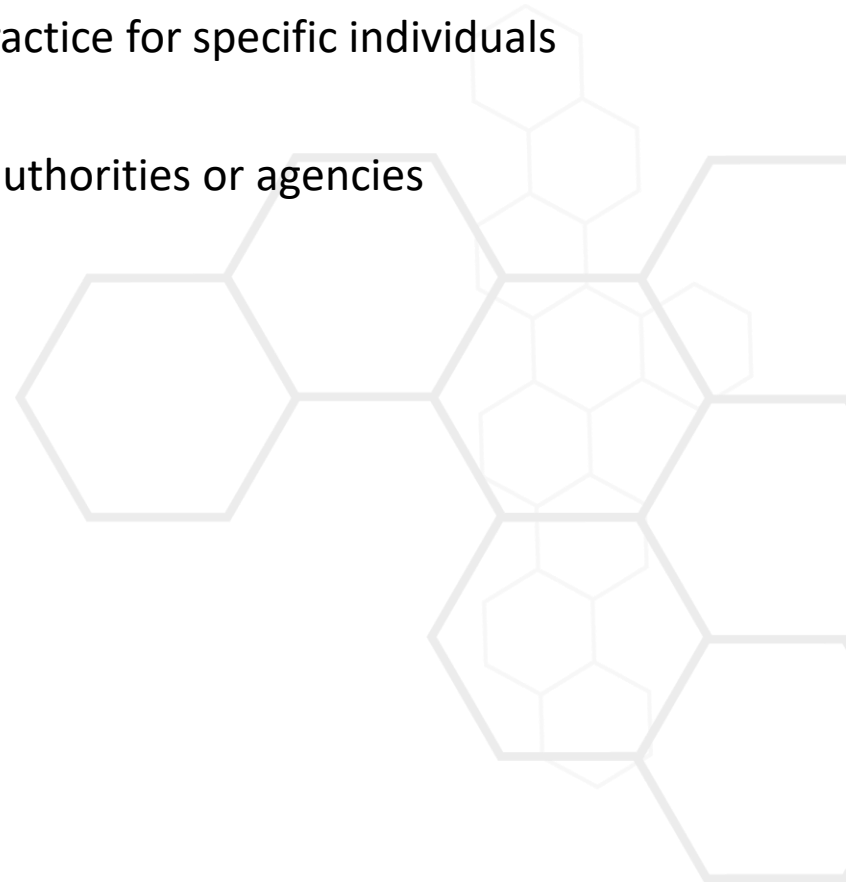 actice for specific individuals
uthorities or agencies